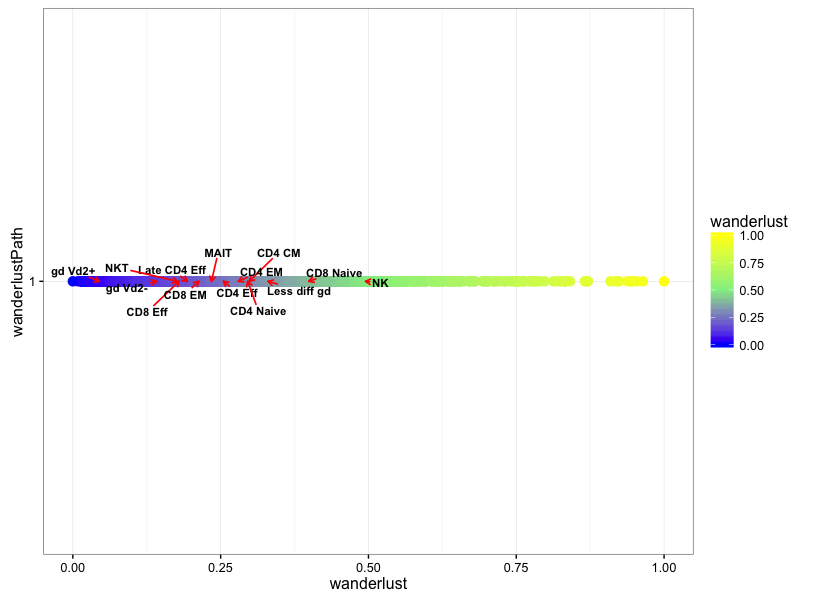 wanderlustPath
1
MAIT
CD4 CM
gd Vd2+
NKT
Late CD4 Eff
CD4 EM
CD8 Naive
gd Vd2-
CD8 EM
CD4 Eff
Less diff gd
NK
CD8 Eff
CD4 Naive
0.00
0.25
0.50
0.75
1.00
wanderlust
wanderlust
1.00
0.75
0.50
0.25
0.00